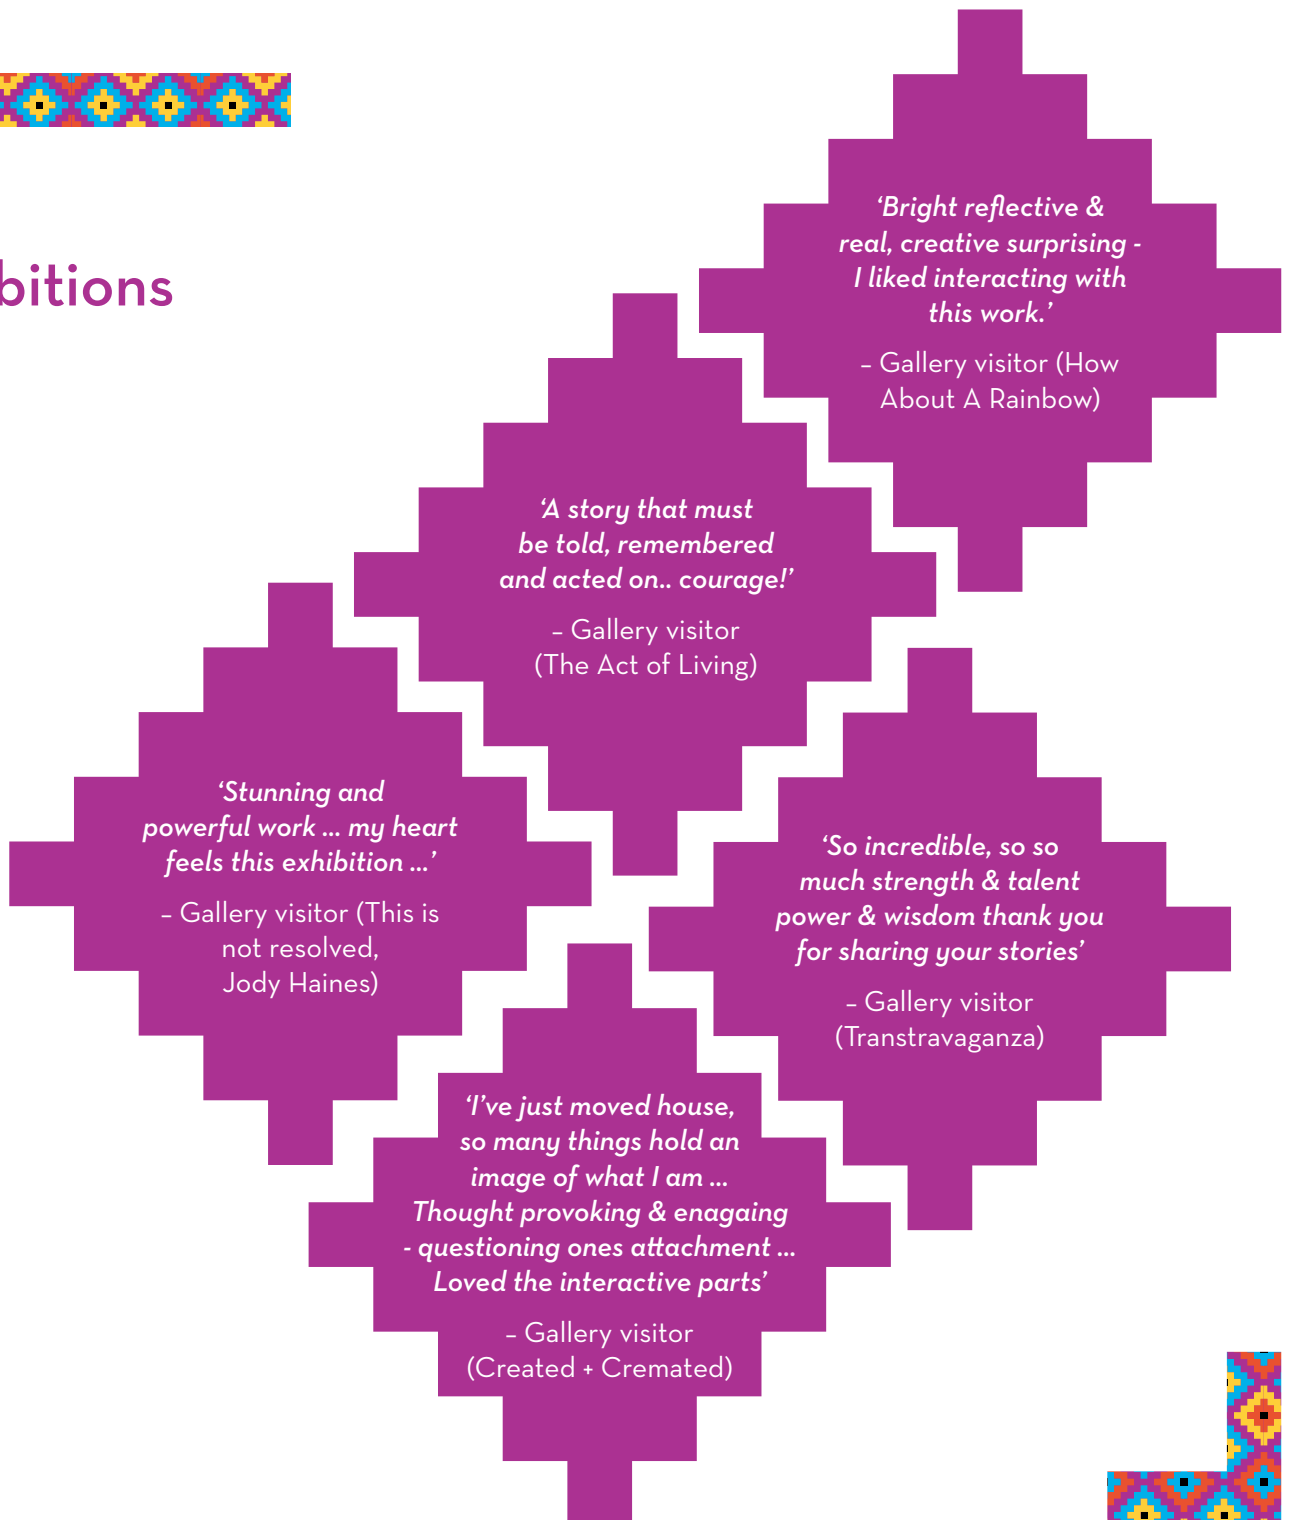 bitions
‘Bright reflective &
real, creative surprising -
I liked interacting with
this work.’
– Gallery visitor (How
About A Rainbow)
‘A story that must
be told, remembered
and acted on.. courage!’
– Gallery visitor
(The Act of Living)
‘Stunning and
powerful work ... my heart
feels this exhibition ...’
– Gallery visitor (This is
not resolved,
Jody Haines)
‘So incredible, so so
much strength & talent
power & wisdom thank you
for sharing your stories’
– Gallery visitor
(Transtravaganza)
‘I’ve just moved house,
so many things hold an
image of what I am ...
Thought provoking & enagaing
- questioning ones attachment ...
Loved the interactive parts’
– Gallery visitor
(Created + Cremated)